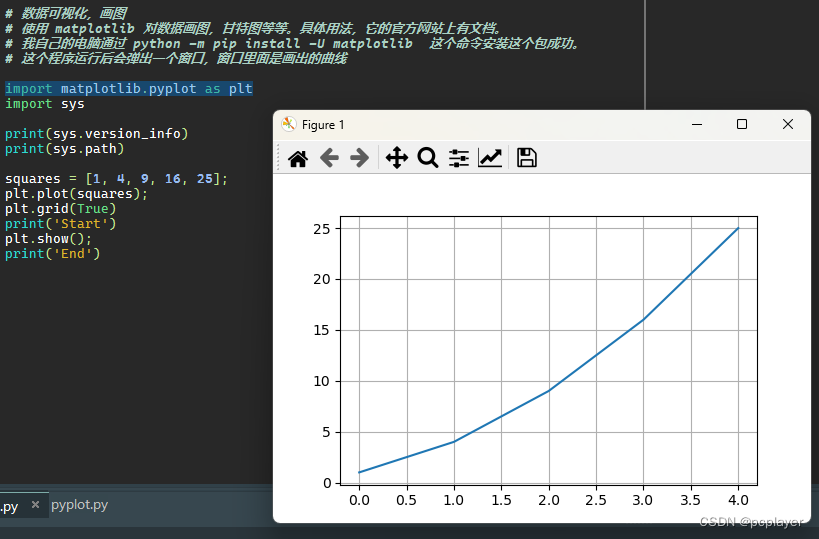 # 数据可视化，画图
# 使用 matplotlib 对数据画图，甘特图等等。具体用法，它的官方网站上有文档。
# 我自己的电脑通过 python -m pip install -U matplotlib  这个命令安装这个包成功。
# 这个程序运行后会弹出一个窗口，窗口里面是画出的曲线
import matplotlib.pyplot as plt
import sys
print(sys.version_info)
print(sys.path)
squares = [1, 4, 9, 16, 25];
plt.plot(squares);
plt.grid(True)
print('Start')
plt.show();
print('End')
Figure 1
25
20
15
10
5
0
0.0 0.5 1.0 1.5 2.0 2.5 3.0 3.5 4.0
.py × pyplot.py
CSDN @pcplayer